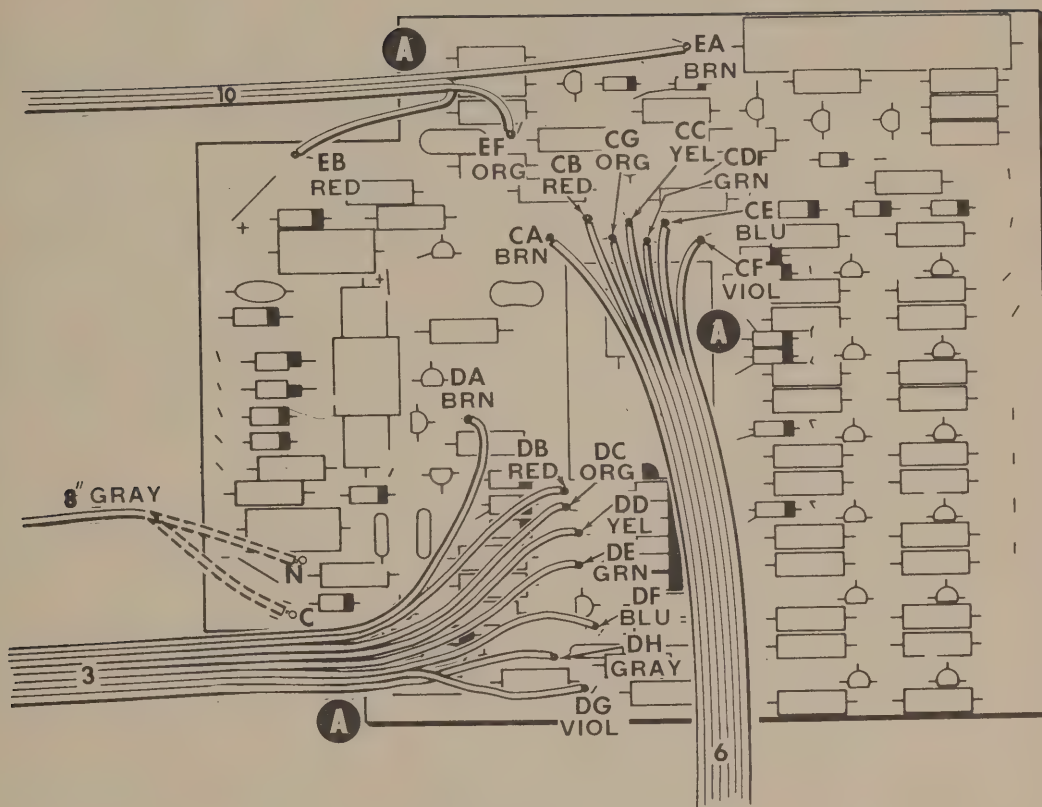 A
EA
BRN
10
EB
RED
EF
ORG
CB
RED
CG
ORG
CC
YEL
CDF
GRN
CE
BLU
CA
BRN
CF
VIOL
A
+
+
DA
BRN
DB
RED
DC
ORG
DD
YEL
DE
GRN
8" GRAY
N
C
DF
BLU
DH
GRAY
3
DG
VIOL
A
6